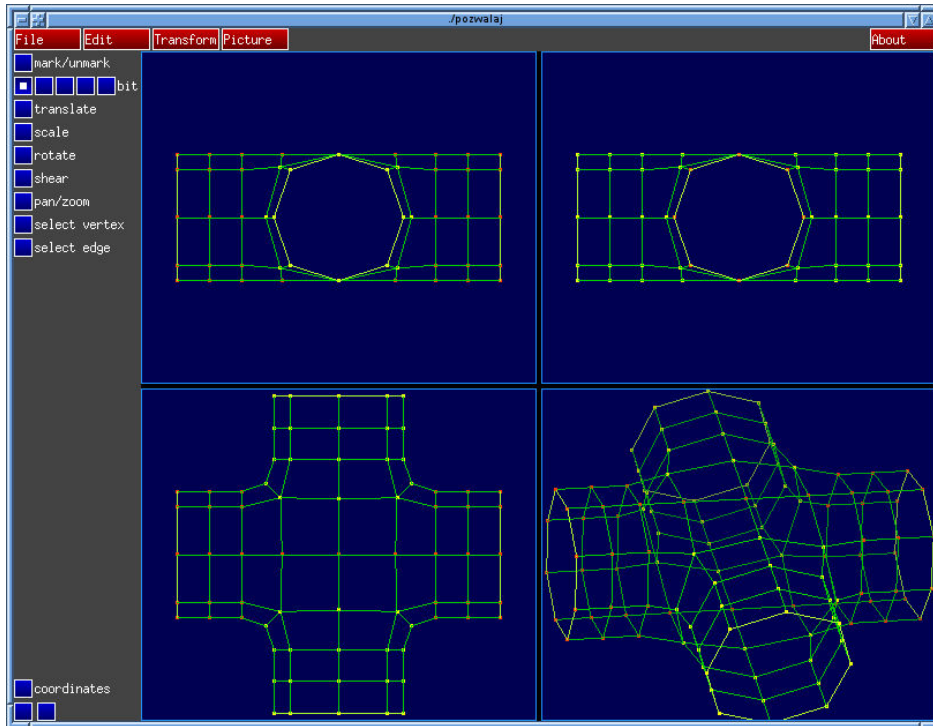 ./pozwalaj
File Edit Transform Picture About
mark/unmark
bit
translate
scale
rotate
shear
pan/zoom
select vertex
select edge
coordinates